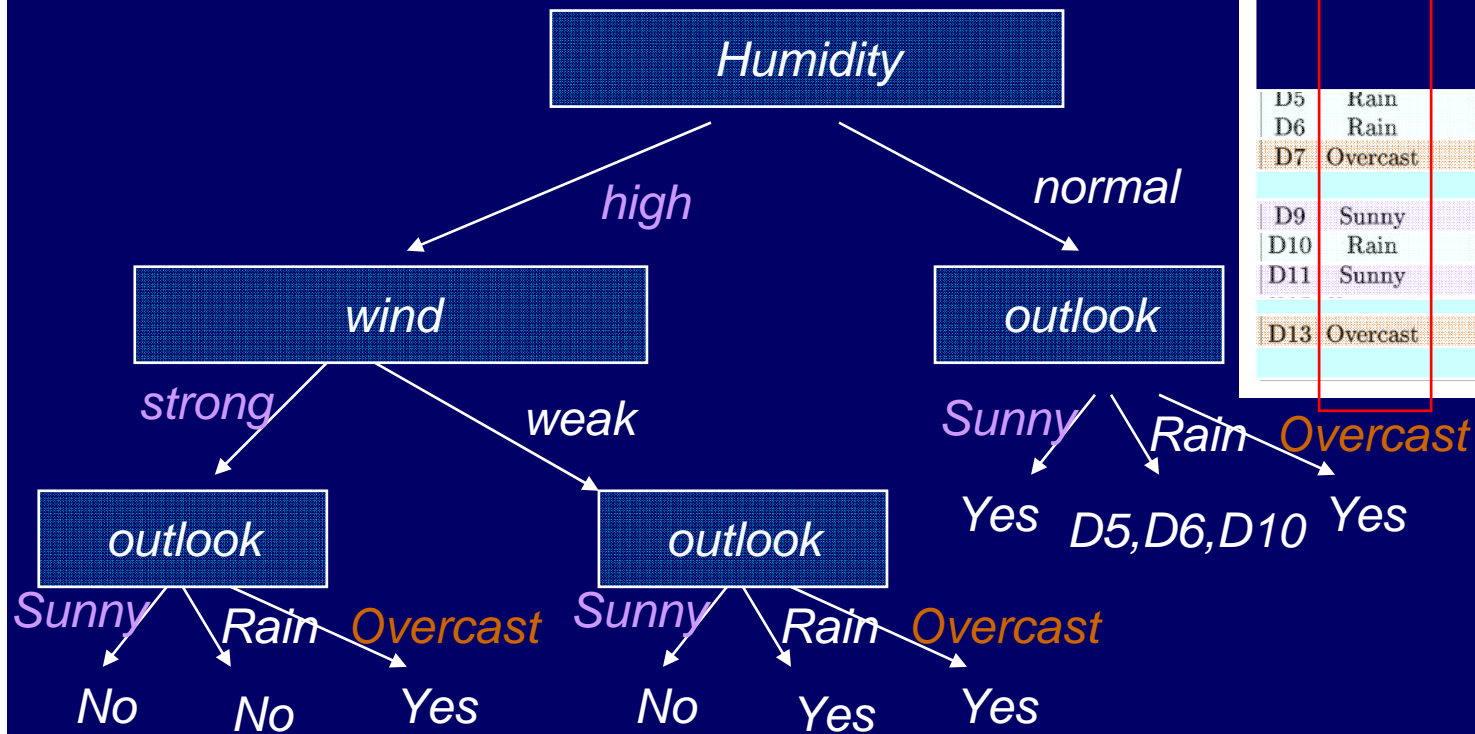 Humidity
D5 Rain
D6 Rain
D7 Overcast
D9 Sunny
D10 Rain
D11 Sunny
D13 Overcast
high
normal
wind
outlook
strong
weak
Sunny
Rain
Overcast
Yes
D5,D6,D10
Yes
outlook
outlook
Sunny
Rain
Overcast
Sunny
Rain
Overcast
No
No
Yes
No
Yes
Yes